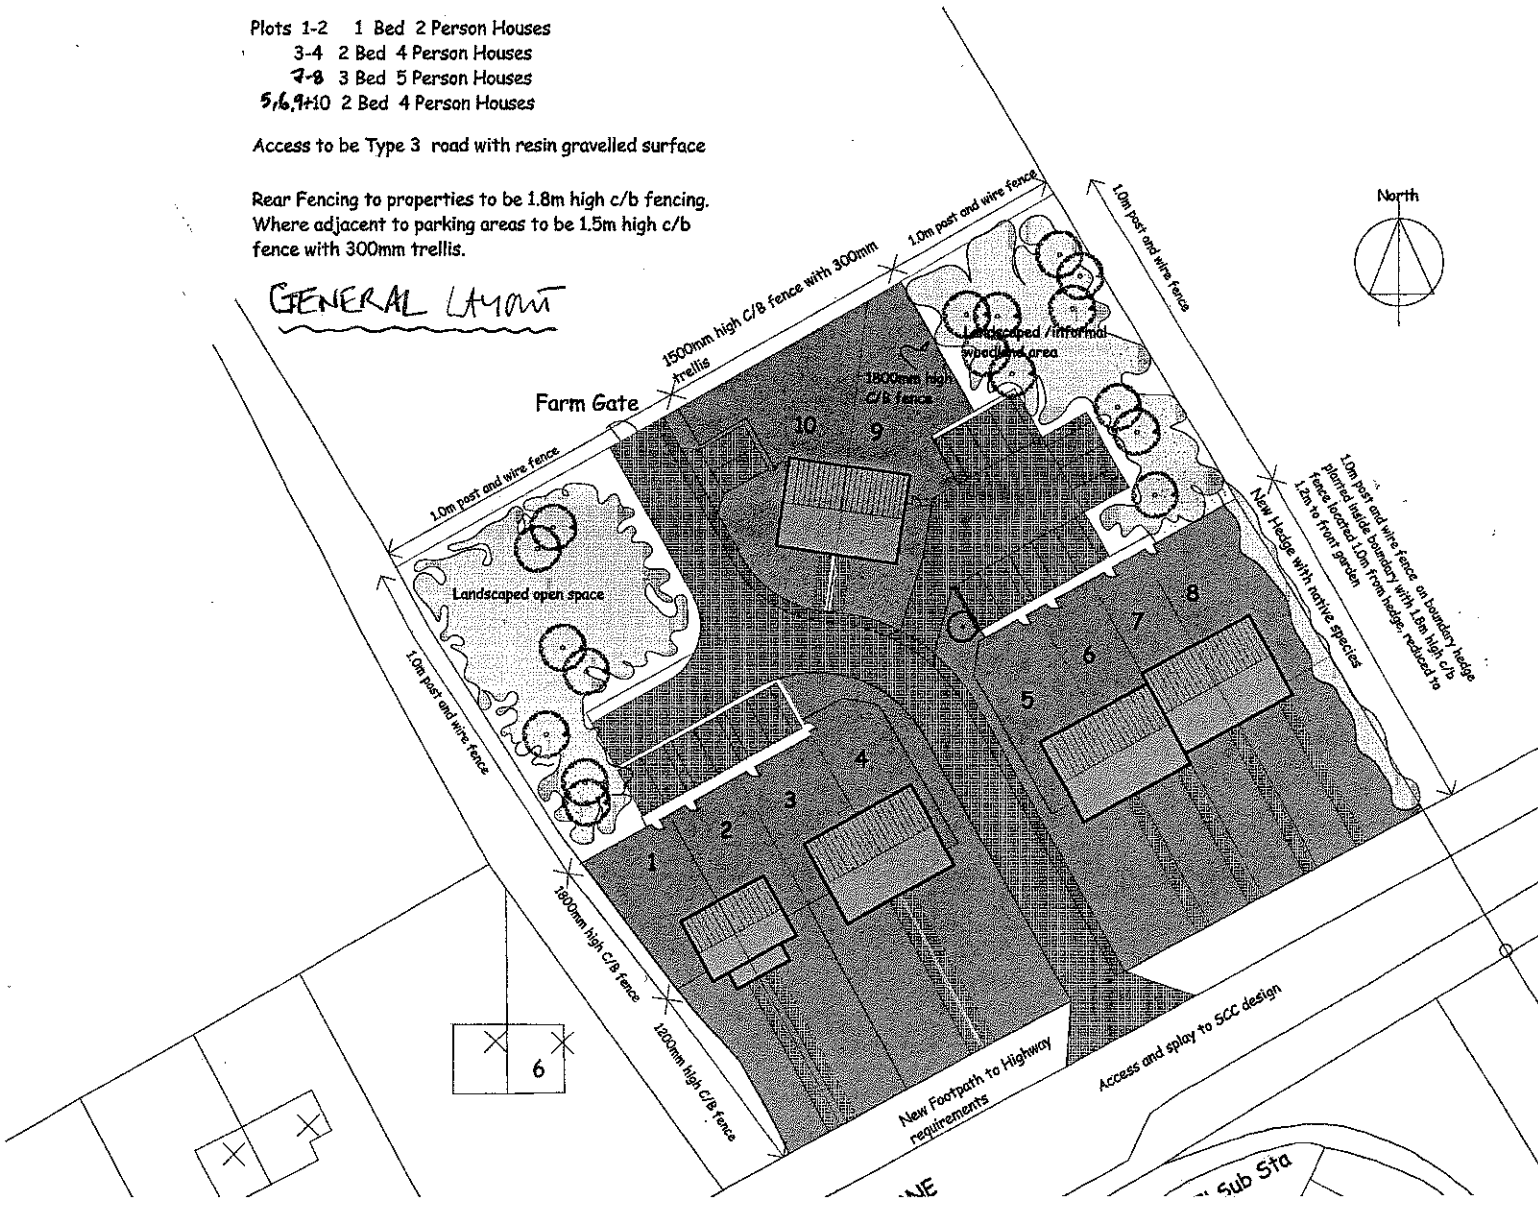 Plots 1-2 1 Bed 2 Person Houses
3-4 2 Bed 4 Person Houses
7-8 3 Bed 5 Person Houses
5,6,9+10 2 Bed 4 Person Houses
Access to be Type 3 road with resin gravelled surface
Rear Fencing to properties to be 1.8m high c/b fencing.
Where adjacent to parking areas to be 1.5m high c/b
fence with 300mm trellis.
GENERAL LAYOUT
North
1.0m post and wire fence
1.0m post and wire fence
1500mm high C/B fence with 300mm
trellis
Landscaped /informal
woodland area
1800mm high
C/B fence
Farm Gate
10
9
1.0m post and wire fence
Landscaped open space
1.0m post and wire fence on boundary hedge
planted inside boundary with 1.8m high c/b
fence located 1.0m from hedge, reduced to
1.2m to front garden
New Hedge with native species
8
7
6
5
1.0m post and wire fence
4
3
2
1
1800mm high C/B fence
1200mm high C/B fence
6
New Footpath to Highway
requirements
Access and splay to SCC design
NE
El Sub Sta